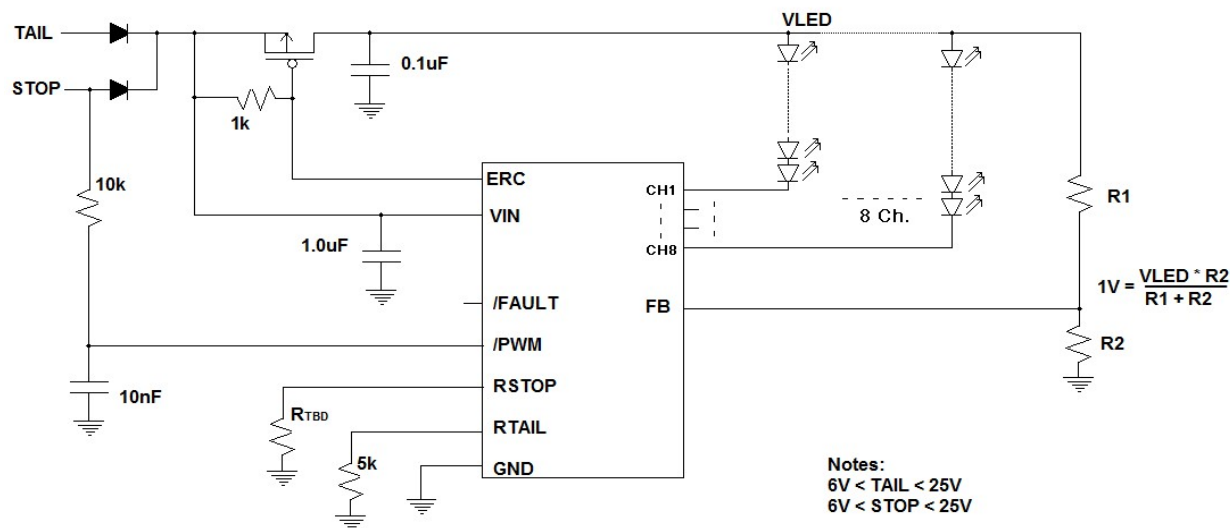 TAIL
VLED
STOP
0.1uF
1k
10k
ERC
CH1
R1
VIN
8 Ch.
1.0uF
CH8
1V = VLED * R2
R1 + R2
/FAULT
FB
/PWM
R2
10nF
RSTOP
RTBD
RTAIL
5k
GND
Notes:
6V < TAIL < 25V
6V < STOP < 25V